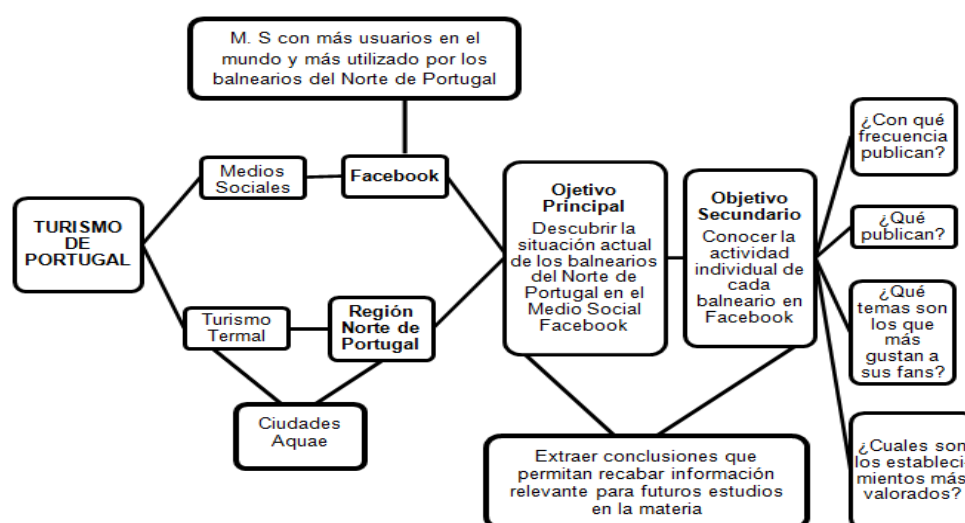 M. S con más usuarios en el
mundo y más utilizado por los
balnearios del Norte de Portugal
Medios
Sociales
Facebook
TURISMO
DE
PORTUGAL
Turismo
Termal
Región
Norte de
Portugal
Ciudades
Aquae
Ojetivo
Principal
Descubrir la
situación actual
de los balnearios
del Norte de
Portugal en el
Medio Social
Facebook
Objetivo
Secundario
Conocer la
actividad
individual de
cada
balneario en
Facebook
Extraer conclusiones que
permitan recabar información
relevante para futuros estudios
en la materia
¿Con qué
frecuencia
publican?
¿Qué
publican?
¿Qué
temas son
los que
más
gustan a
sus fans?
¿Cuales son
los estableci-
mientos más
valorados?